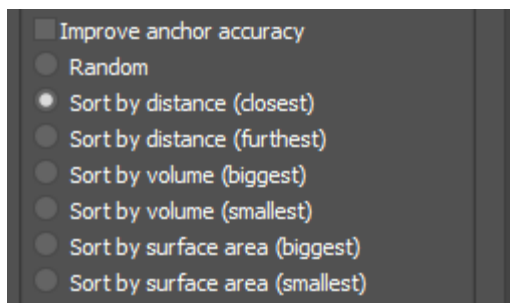 Improve anchor accuracy
Random
Sort by distance (closest)
Sort by distance (furthest)
Sort by volume (biggest)
Sort by volume (smallest)
Sort by surface area (biggest)
Sort by surface area (smallest)